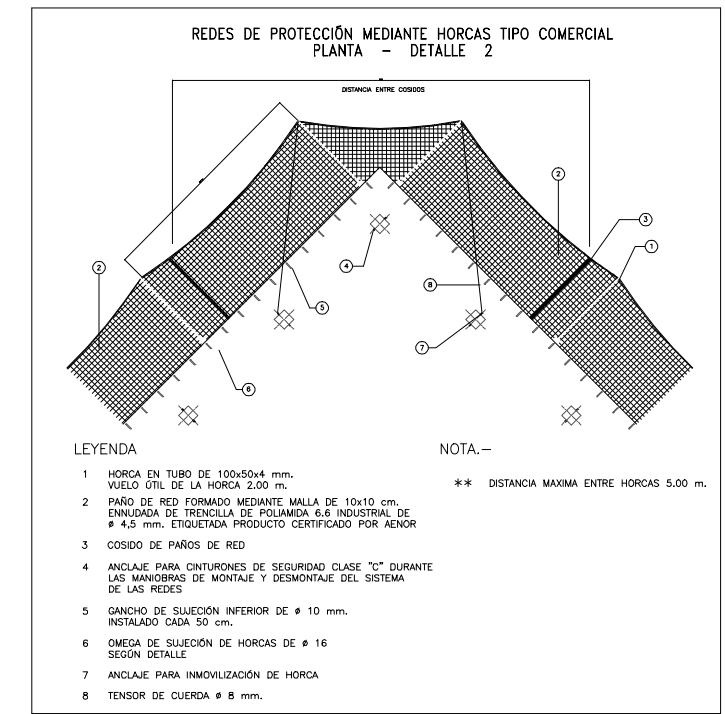 REDES DE PROTECCIÓN MEDIANTE HORCAS TIPO COMERCIAL
PLANTA - DETALLE 2
DISTANCIA ENTRE COSIDOS
2
3
1
2
4
8
5
7
6
LEYENDA
1 HORCA EN TUBO DE 100x50x4 mm.
VUELO ÚTIL DE LA HORCA 2.00 m.
2 PAÑO DE RED FORMADO MEDIANTE MALLA DE 10x10 cm.
ENNUDADA DE TRENCILLA DE POLIAMIDA 6.6 INDUSTRIAL DE
ø 4,5 mm. ETIQUETADA PRODUCTO CERTIFICADO POR AENOR
3 COSIDO DE PAÑOS DE RED
4 ANCLAJE PARA CINTURONES DE SEGURIDAD CLASE "C" DURANTE
LAS MANIOBRAS DE MONTAJE Y DESMONTAJE DEL SISTEMA
DE LAS REDES
5 GANCHO DE SUJECIÓN INFERIOR DE ø 10 mm.
INSTALADO CADA 50 cm.
6 OMEGA DE SUJECIÓN DE HORCAS DE ø 16
SEGÚN DETALLE
7 ANCLAJE PARA INMOVILIZACIÓN DE HORCA
8 TENSOR DE CUERDA ø 8 mm.
NOTA.-
** DISTANCIA MAXIMA ENTRE HORCAS 5.00 m.